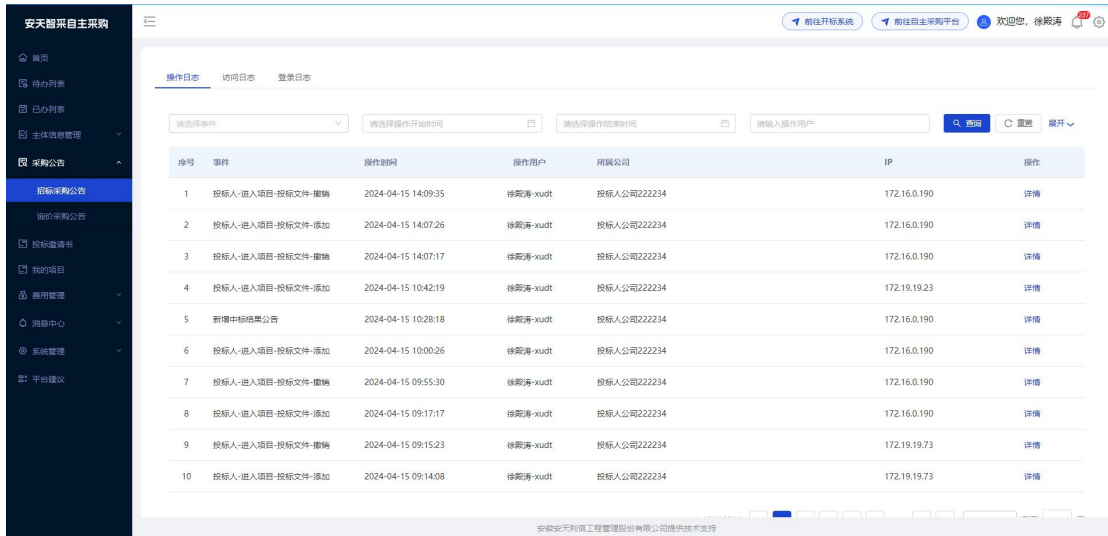 安天智采自主采购
前往开标系统 前往自主采购平台 欢迎您，徐殿涛 237
首页
待办列表
已办列表
主体信息管理
采购公告
招标采购公告
询价采购公告
投标邀请书
我的项目
费用管理
消息中心
系统管理
平台建议
操作日志 访问日志 登录日志
请选择事件 请选择操作开始时间 请选择操作结束时间 请输入操作用户 查询 重置 展开
序号 事件 操作时间 操作用户 所属公司 IP 操作
1 投标人-进入项目-投标文件-撤销 2024-04-15 14:09:35 徐殿涛-xudt 投标人公司222234 172.16.0.190 详情
2 投标人-进入项目-投标文件-添加 2024-04-15 14:07:26 徐殿涛-xudt 投标人公司222234 172.16.0.190 详情
3 投标人-进入项目-投标文件-撤销 2024-04-15 14:07:17 徐殿涛-xudt 投标人公司222234 172.16.0.190 详情
4 投标人-进入项目-投标文件-添加 2024-04-15 10:42:19 徐殿涛-xudt 投标人公司222234 172.19.19.23 详情
5 新增中标结果公告 2024-04-15 10:28:18 徐殿涛-xudt 投标人公司222234 172.16.0.190 详情
6 投标人-进入项目-投标文件-添加 2024-04-15 10:00:26 徐殿涛-xudt 投标人公司222234 172.16.0.190 详情
7 投标人-进入项目-投标文件-撤销 2024-04-15 09:55:30 徐殿涛-xudt 投标人公司222234 172.16.0.190 详情
8 投标人-进入项目-投标文件-添加 2024-04-15 09:17:17 徐殿涛-xudt 投标人公司222234 172.16.0.190 详情
9 投标人-进入项目-投标文件-撤销 2024-04-15 09:15:23 徐殿涛-xudt 投标人公司222234 172.19.19.73 详情
10 投标人-进入项目-投标文件-添加 2024-04-15 09:14:08 徐殿涛-xudt 投标人公司222234 172.19.19.73 详情
安徽安天利信工程管理股份有限公司提供技术支持